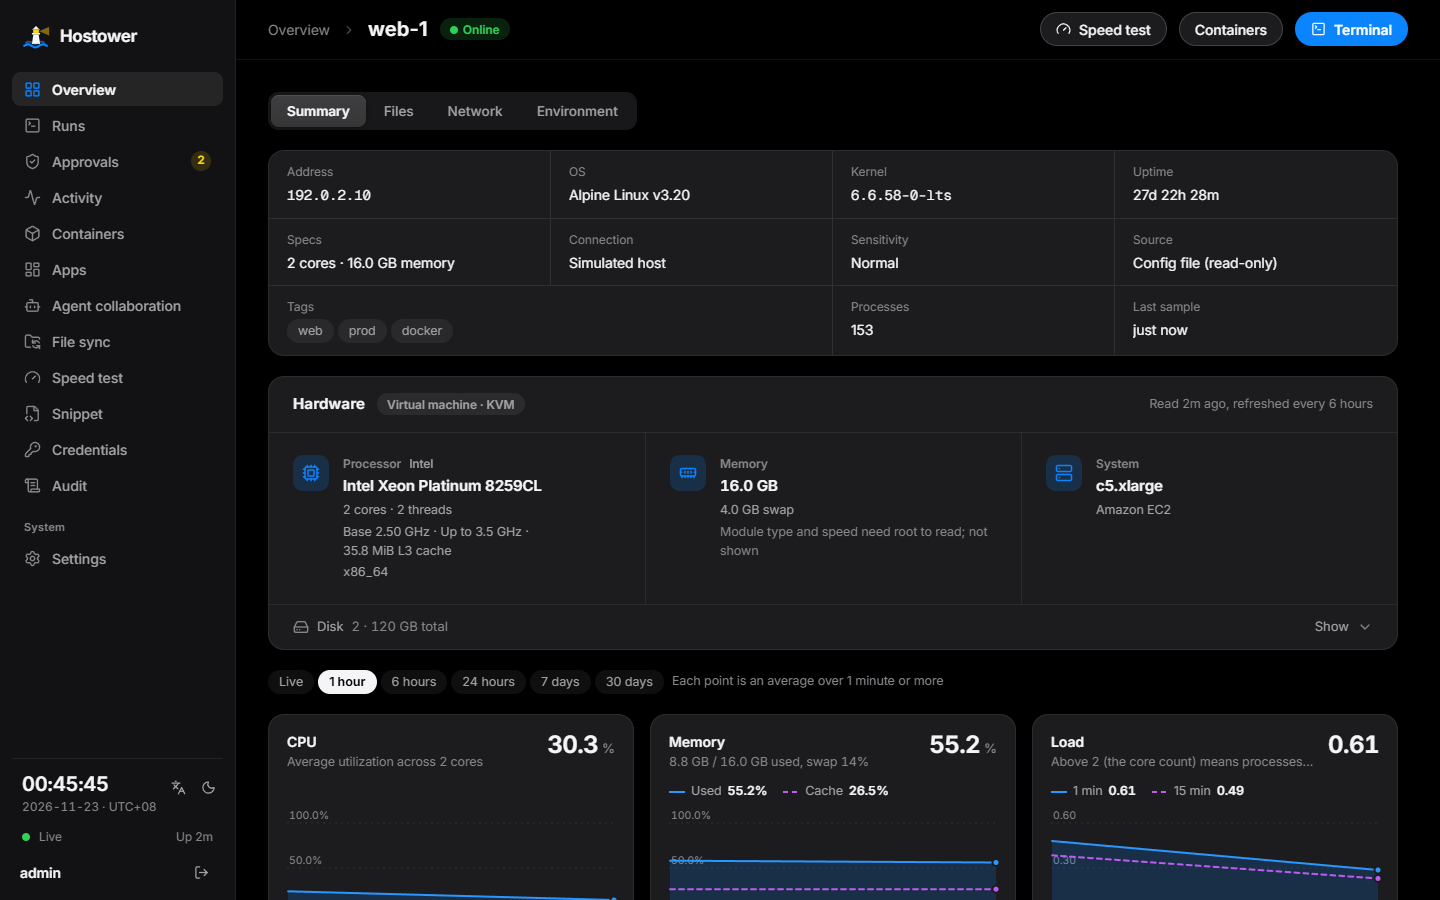 Hostower
Overview
Runs
Approvals 2
Activity
Containers
Apps
Agent collaboration
File sync
Speed test
Snippet
Credentials
Audit
System
Settings
00:45:45
2026-11-23 · UTC+08
Live Up 2m
admin
Overview web-1 Online
Speed test Containers Terminal
Summary Files Network Environment
Address OS Kernel Uptime
192.0.2.10 Alpine Linux v3.20 6.6.58-0-lts 27d 22h 28m
Specs Connection Sensitivity Source
2 cores · 16.0 GB memory Simulated host Normal Config file (read-only)
Tags Processes Last sample
web prod docker 153 just now
Hardware Virtual machine · KVM Read 2m ago, refreshed every 6 hours
Processor Intel
Intel Xeon Platinum 8259CL
2 cores · 2 threads
Base 2.50 GHz · Up to 3.5 GHz ·
35.8 MiB L3 cache
x86_64
Memory
16.0 GB
4.0 GB swap
Module type and speed need root to read; not
shown
System
c5.xlarge
Amazon EC2
Disk 2 · 120 GB total Show
Live 1 hour 6 hours 24 hours 7 days 30 days Each point is an average over 1 minute or more
CPU 30.3 %
Average utilization across 2 cores
100.0%
50.0%
Memory 55.2 %
8.8 GB / 16.0 GB used, swap 14%
Used 55.2% Cache 26.5%
100.0%
50.0%
Load 0.61
Above 2 (the core count) means processes...
1 min 0.61 15 min 0.49
0.60
0.30